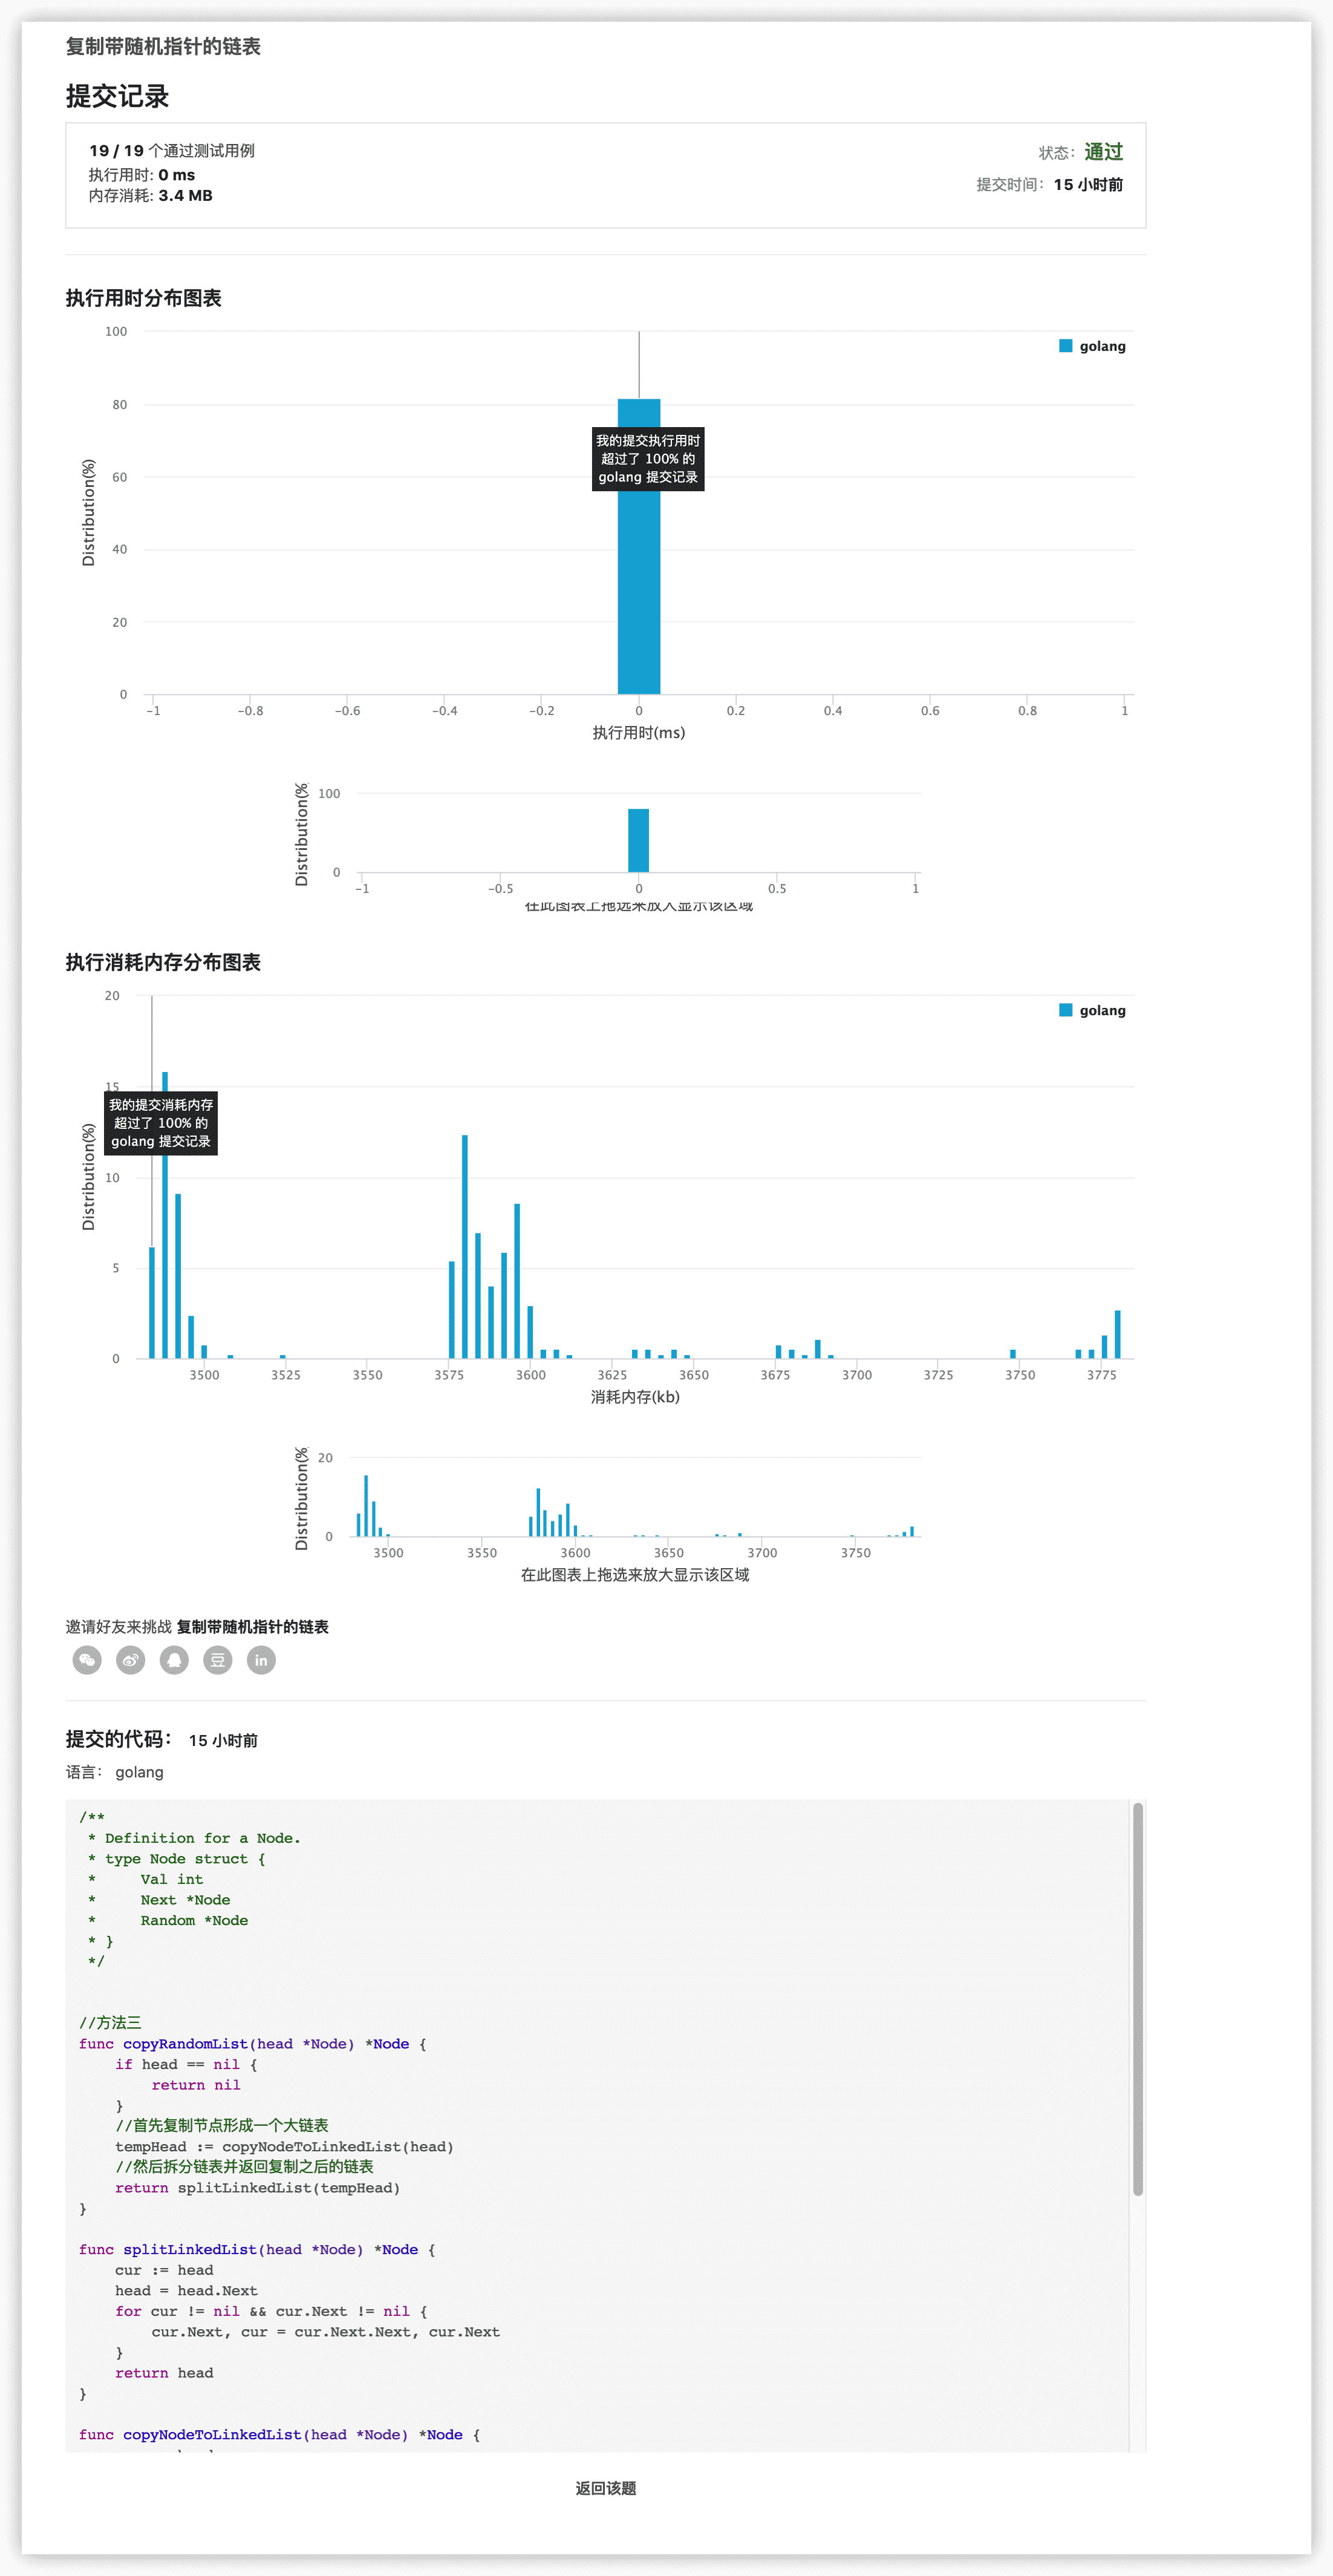 复制带随机指针的链表
提交记录
19 / 19 个通过测试用例
状态：通过
执行用时: 0 ms
提交时间：15 小时前
内存消耗: 3.4 MB
执行用时分布图表
100
golang
80
我的提交执行用时
超过了 100% 的
golang 提交记录
60
Distribution(%)
40
20
0
−1 −0.8 −0.6 −0.4 −0.2 0 0.2 0.4 0.6 0.8 1
执行用时(ms)
Distribution(%
100
0
−1 −0.5 0 0.5 1
在此图表上拖选来放大显示该区域
执行消耗内存分布图表
20
golang
15
我的提交消耗内存
超过了 100% 的
golang 提交记录
Distribution(%)
10
5
0
3500 3525 3550 3575 3600 3625 3650 3675 3700 3725 3750 3775
消耗内存(kb)
Distribution(%
20
0
3500 3550 3600 3650 3700 3750
在此图表上拖选来放大显示该区域
邀请好友来挑战 复制带随机指针的链表
豆 in
提交的代码： 15 小时前
语言： golang
/**
 * Definition for a Node.
 * type Node struct {
 *     Val int
 *     Next *Node
 *     Random *Node
 * }
 */
//方法三
func copyRandomList(head *Node) *Node {
    if head == nil {
        return nil
    }
    //首先复制节点形成一个大链表
    tempHead := copyNodeToLinkedList(head)
    //然后拆分链表并返回复制之后的链表
    return splitLinkedList(tempHead)
}
func splitLinkedList(head *Node) *Node {
    cur := head
    head = head.Next
    for cur != nil && cur.Next != nil {
        cur.Next, cur = cur.Next.Next, cur.Next
    }
    return head
}
func copyNodeToLinkedList(head *Node) *Node {
返回该题